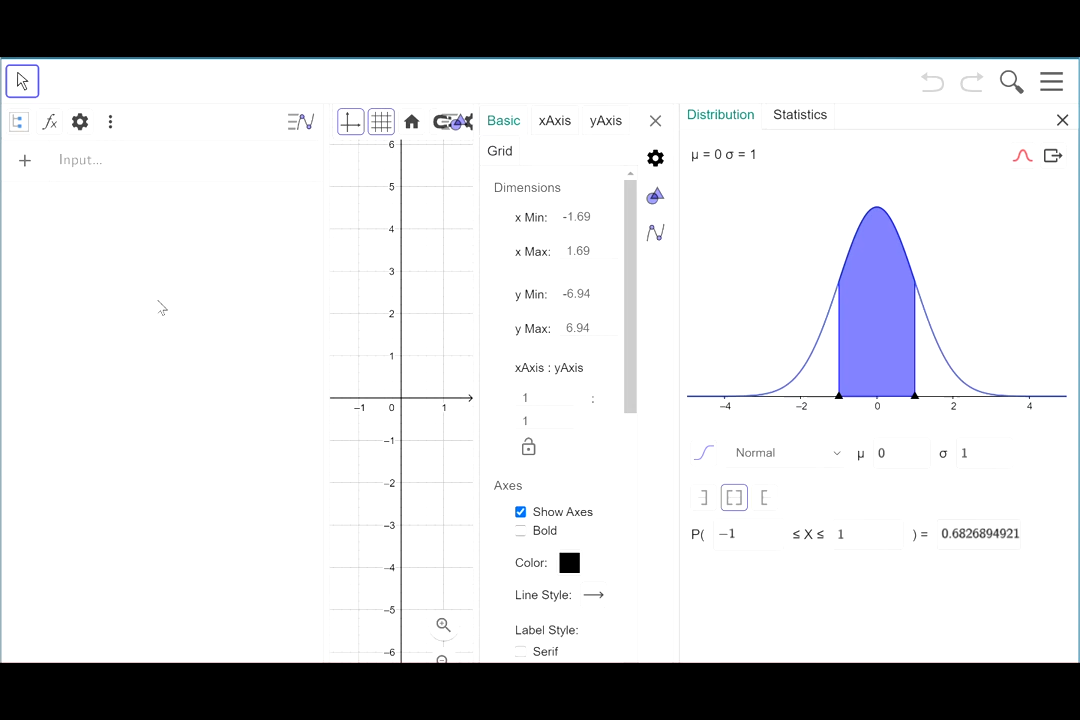 fx
Input...
6
5
4
3
2
1
−1 0 1
−1
−2
−3
−4
−5
−6
Basic xAxis yAxis
Grid
Dimensions
x Min: -1.69
x Max: 1.69
y Min: -6.94
y Max: 6.94
xAxis : yAxis
1 :
1
Axes
Show Axes
Bold
Color:
Line Style:
Label Style:
Serif
Distribution Statistics
μ = 0 σ = 1
−4 −2 0 2 4
Normal μ 0 σ 1
P( −1 ≤ X ≤ 1 ) = 0.6826894921